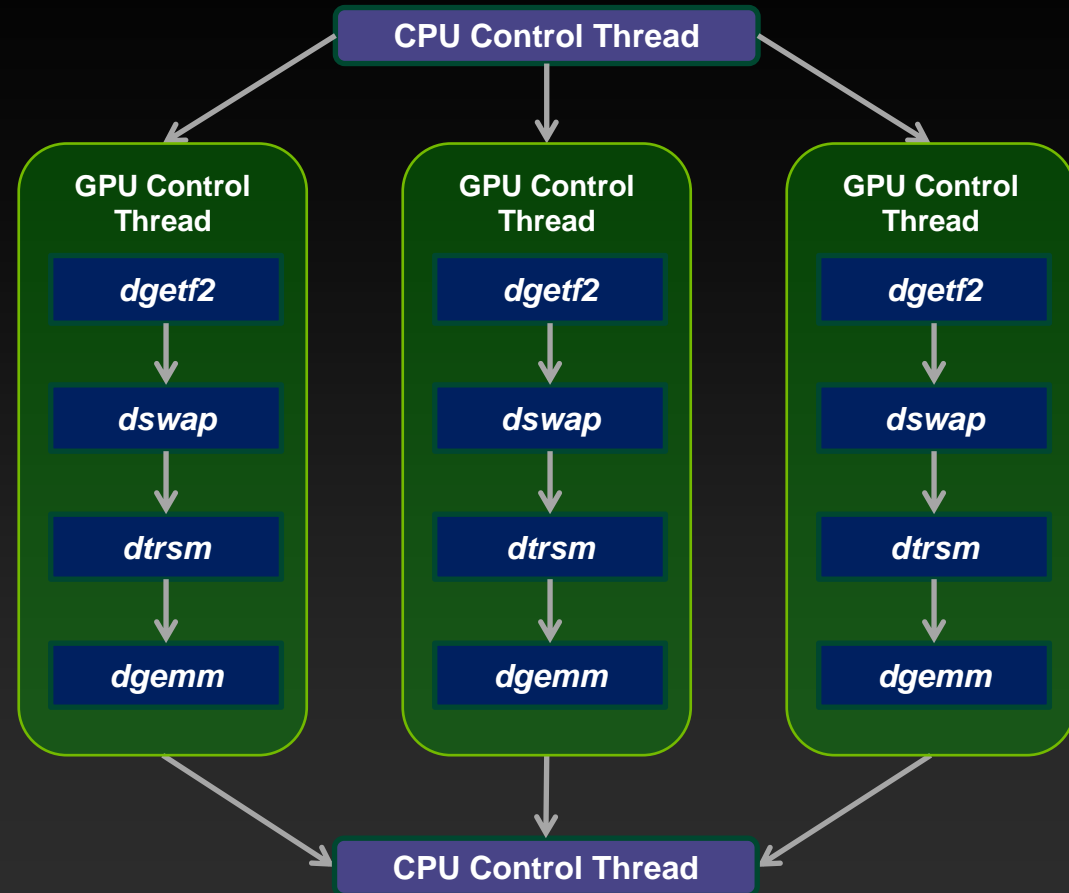 CPU Control Thread
GPU Control
Thread
dgetf2
dswap
dtrsm
dgemm
GPU Control
Thread
dgetf2
dswap
dtrsm
dgemm
GPU Control
Thread
dgetf2
dswap
dtrsm
dgemm
CPU Control Thread